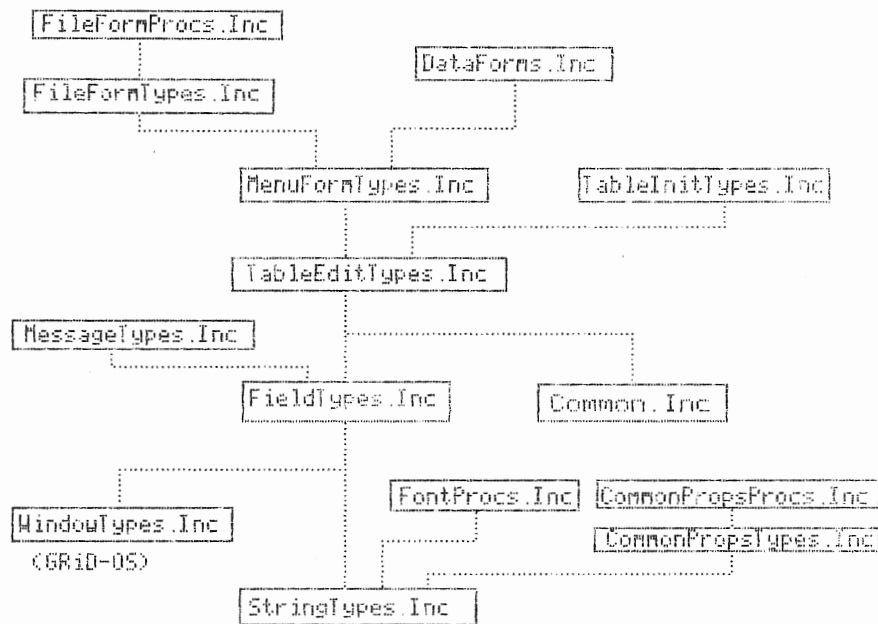 FileFormProcs.Inc
DataForms.Inc
FileFormTypes.Inc
MenuFormTypes.Inc
TableInitTypes.Inc
TableEditTypes.Inc
MessageTypes.Inc
FieldTypes.Inc
Common.Inc
FontProcs.Inc
CommonPropsProcs.Inc
WindowTypes.Inc
CommonPropsTypes.Inc
(GRiD-OS)
StringTypes.Inc